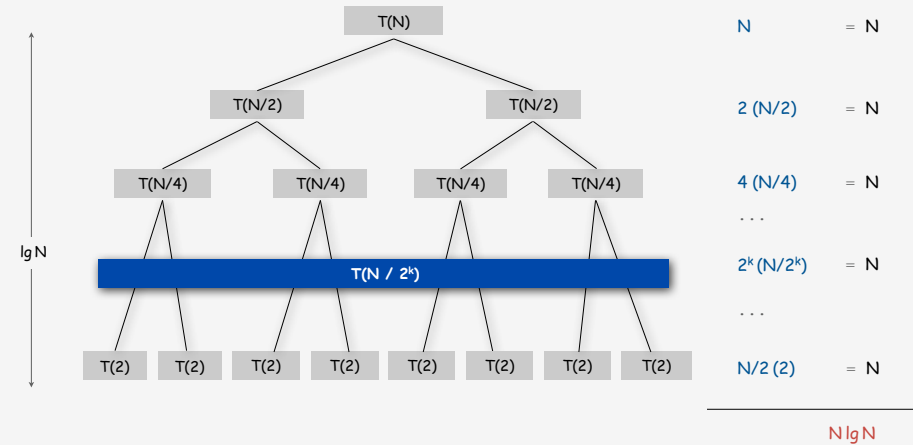 T(N) N = N
T(N/2) T(N/2) 2 (N/2) = N
T(N/4) T(N/4) T(N/4) T(N/4) 4 (N/4) = N
. . .
lg N
T(N / 2ᵏ) 2ᵏ (N/2ᵏ) = N
. . .
T(2) T(2) T(2) T(2) T(2) T(2) T(2) T(2) N/2 (2) = N
N lg N